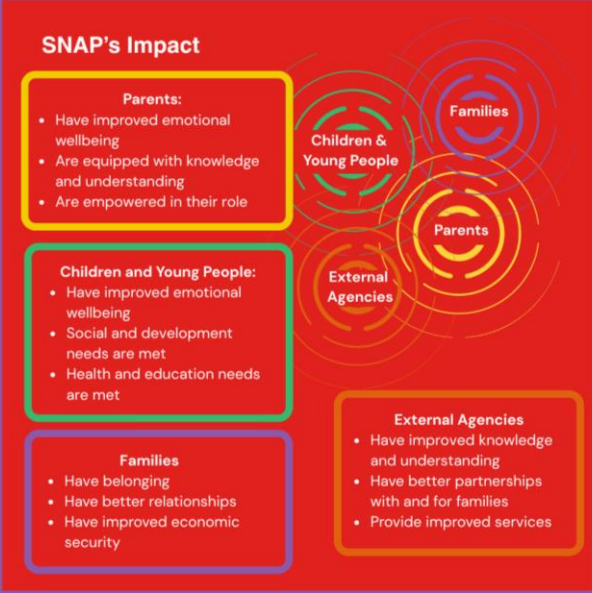 SNAP's Impact
Parents:
• Have improved emotional
wellbeing
• Are equipped with knowledge
and understanding
• Are empowered in their role
Children and Young People:
• Have improved emotional
wellbeing
• Social and development
needs are met
• Health and education needs
are met
Families
• Have belonging
• Have better relationships
• Have improved economic
security
Children &
Young People
Families
Parents
External
Agencies
External Agencies
• Have improved knowledge
and understanding
• Have better partnerships
with and for families
• Provide improved services